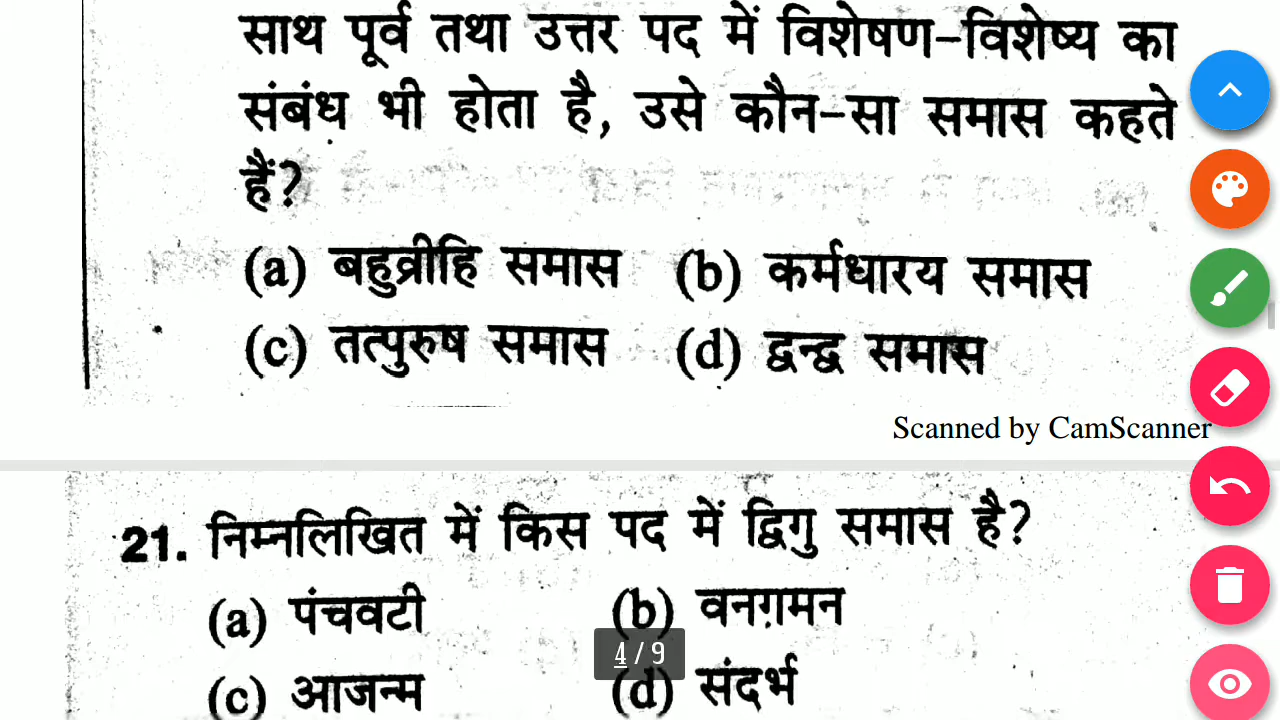 साथ पूर्व तथा उत्तर पद में विशेषण-विशेष्य का
संबंध भी होता है, उसे कौन-सा समास कहते
हैं?
(a) बहुव्रीहि समास (b) कर्मधारय समास
(c) तत्पुरुष समास (d) द्वन्द्व समास
Scanned by CamScanner
21. निम्नलिखित में किस पद में द्विगु समास है?
(a) पंचवटी (b) वनगमन
4 / 9
(c) आजन्म (d) संदर्भ